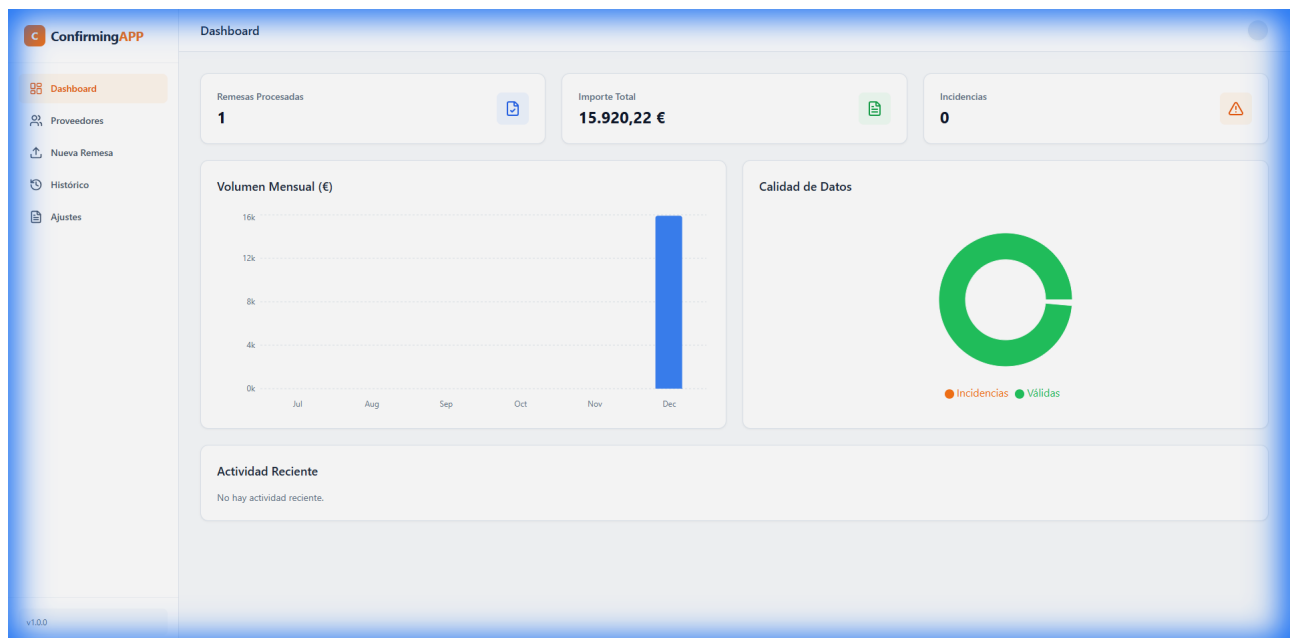 C ConfirmingAPP
Dashboard
Proveedores
Nueva Remesa
Histórico
Ajustes
v1.0.0
Dashboard
Remesas Procesadas
1
Importe Total
15.920,22 €
Incidencias
0
Volumen Mensual (€)
16k
12k
8k
4k
0k
Jul Aug Sep Oct Nov Dec
Calidad de Datos
Incidencias Válidas
Actividad Reciente
No hay actividad reciente.